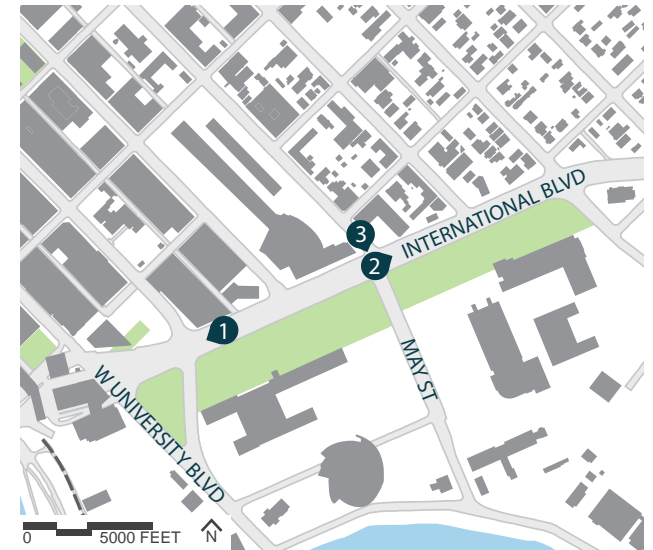 INTERNATIONAL BLVD
3
2
1
MAY ST
W UNIVERSITY BLVD
0 5000 FEET N